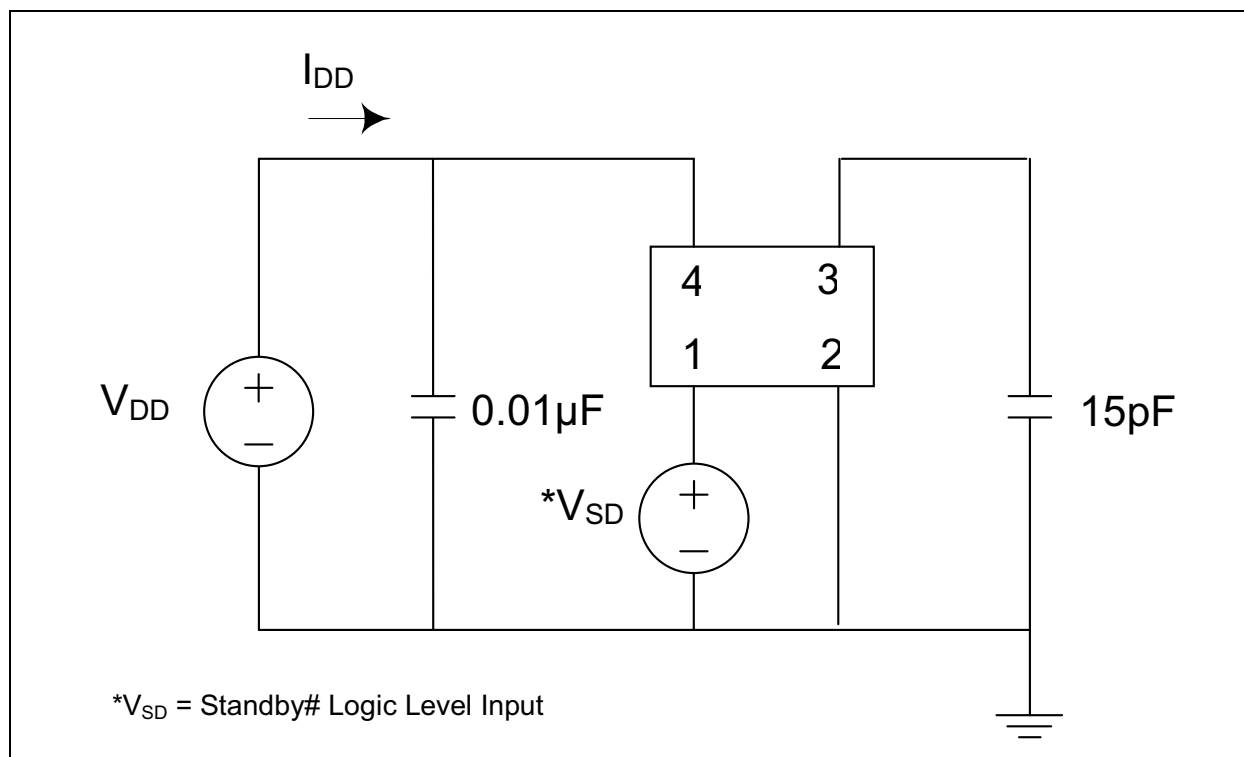 IDD
4 3
1 2
VDD
+
−
0.01µF
15pF
*VSD
+
−
*VSD = Standby# Logic Level Input